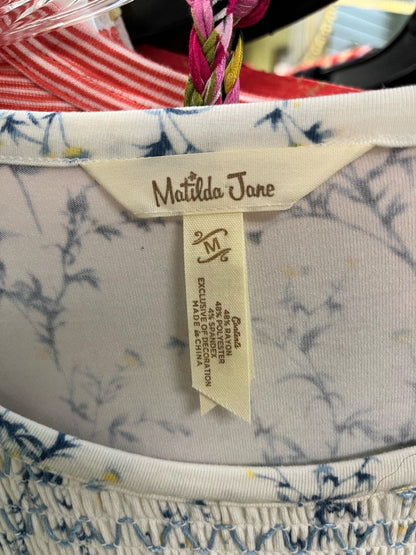 Matilda Jane
M
Contents
48% RAYON
48% POLYESTER
4% SPANDEX
EXCLUSIVE OF DECORATION
MADE in CHINA